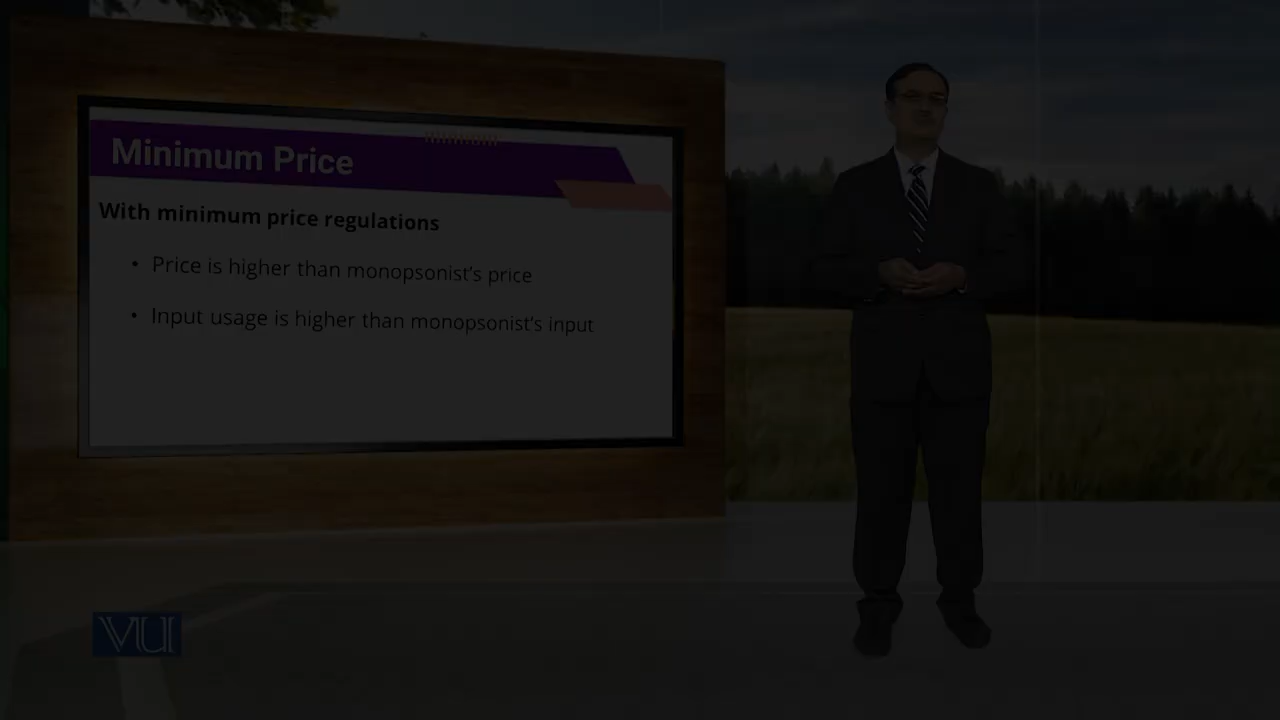 Minimum Price
With minimum price regulations
• Price is higher than monopsonist's price
• Input usage is higher than monopsonist's input
VU